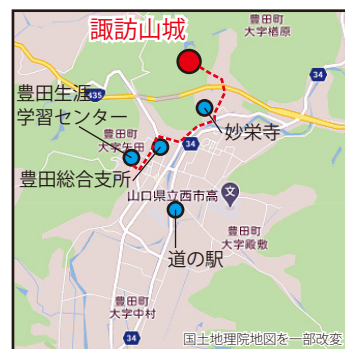 諏訪山城
豊田町
大字楢原
34
435
豊田生涯
学習センター
豊田町
大字矢田
妙栄寺
34
豊田総合支所
山口県立西市高
文
道の駅
豊田町
大字殿敷
豊田町
大字中村
34
国土地理院地図を一部改変